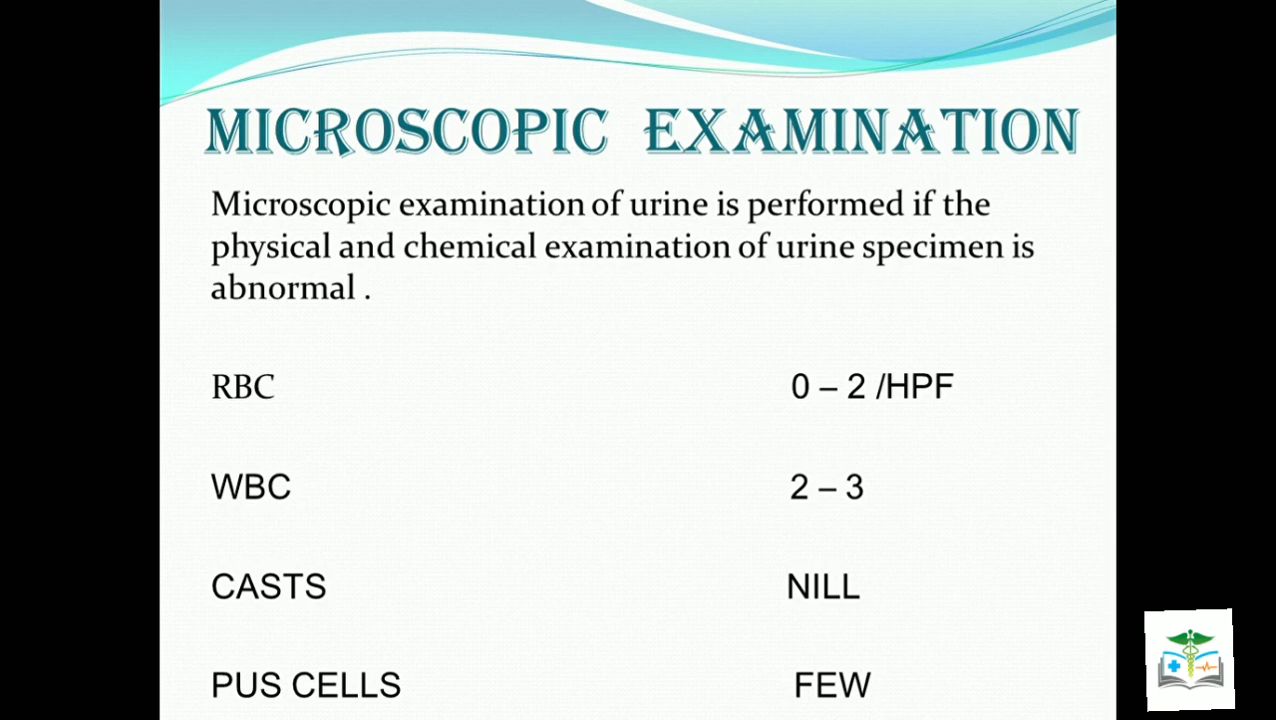 MICROSCOPIC EXAMINATION
Microscopic examination of urine is performed if the
physical and chemical examination of urine specimen is
abnormal .
RBC 0 – 2 /HPF
WBC 2 – 3
CASTS NILL
PUS CELLS FEW